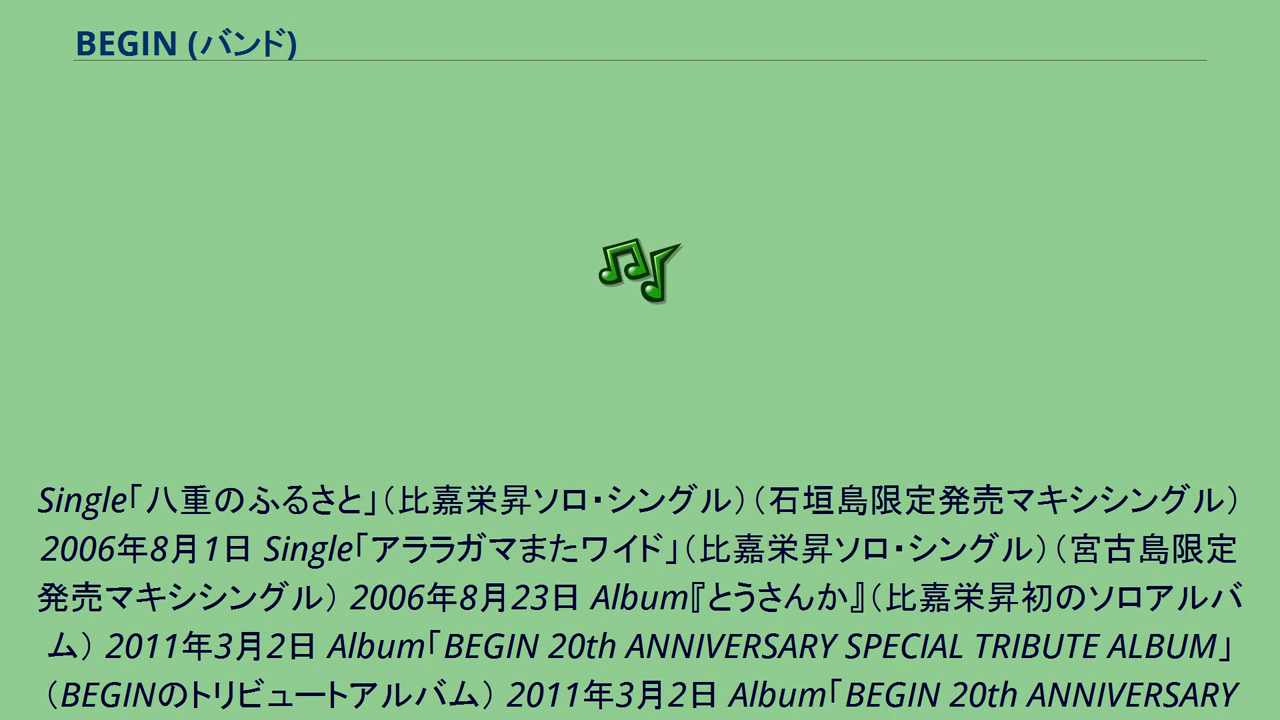 BEGIN (バンド)
Single｢八重のふるさと｣（比嘉栄昇ソロ・シングル）（石垣島限定発売マキシシングル）
2006年8月1日 Single｢アララガマまたワイド｣（比嘉栄昇ソロ・シングル）（宮古島限定
発売マキシシングル） 2006年8月23日 Album『とうさんか』（比嘉栄昇初のソロアルバ
ム） 2011年3月2日 Album｢BEGIN 20th ANNIVERSARY SPECIAL TRIBUTE ALBUM｣
（BEGINのトリビュートアルバム） 2011年3月2日 Album｢BEGIN 20th ANNIVERSARY